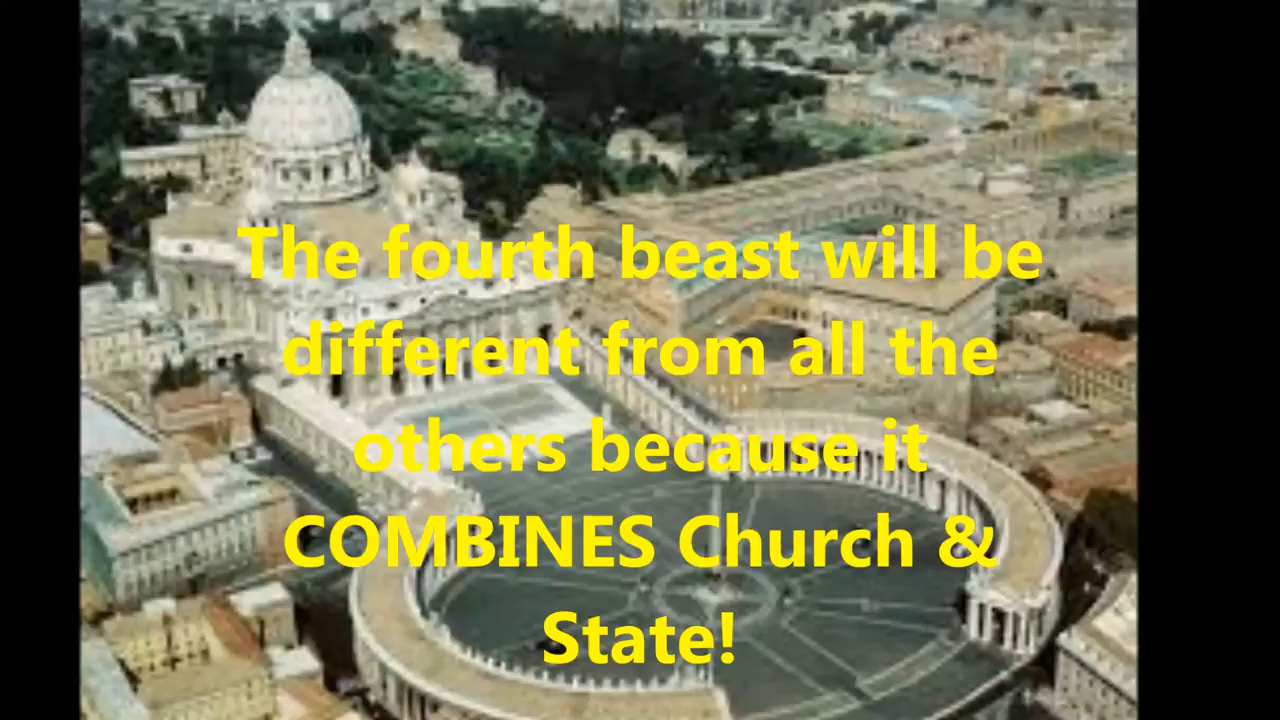 The fourth beast will be
different from all the
others because it
COMBINES Church &
State!